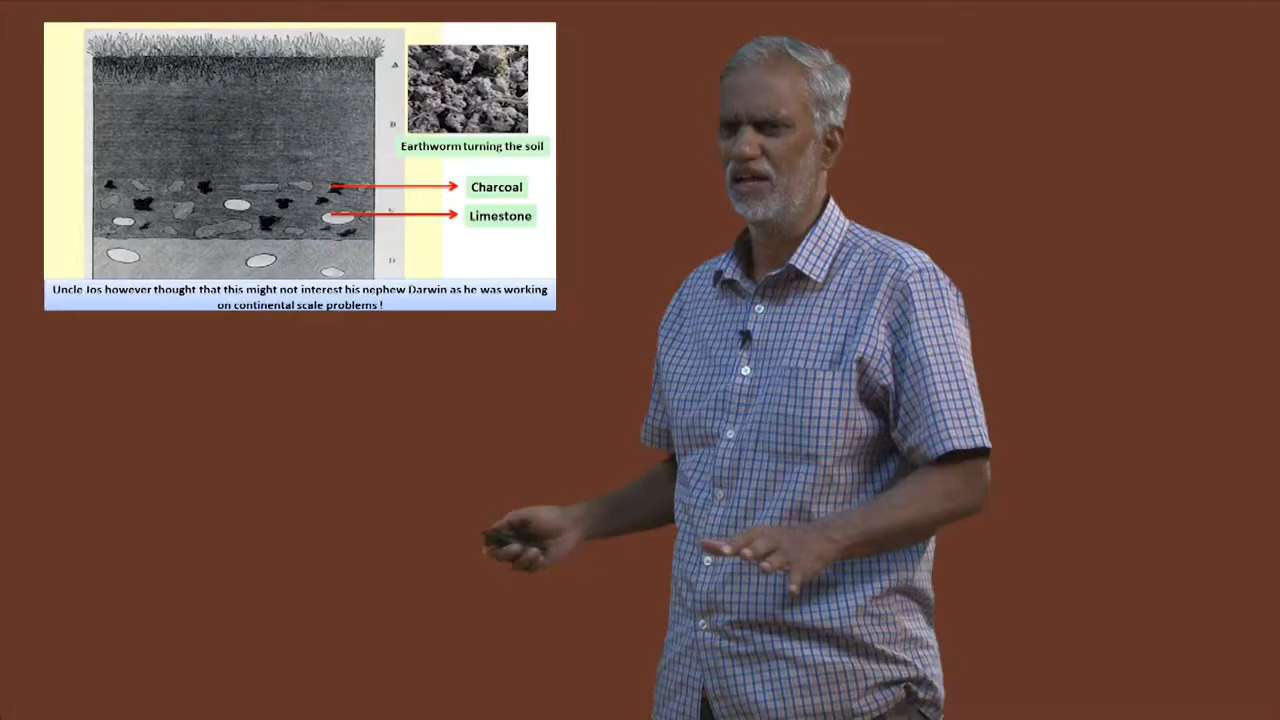 A
B
Earthworm turning the soil
Charcoal
Limestone
D
Uncle Jos however thought that this might not interest his nephew Darwin as he was working
on continental scale problems !